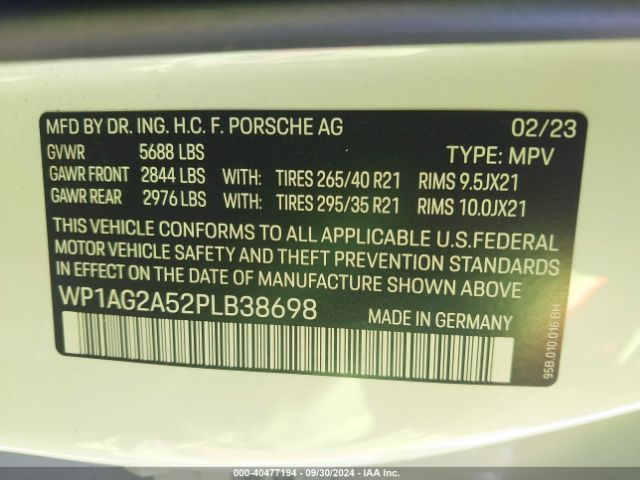 MFD BY DR. ING. H.C. F. PORSCHE AG 02/23
GVWR 5688 LBS TYPE: MPV
GAWR FRONT 2844 LBS WITH: TIRES 265/40 R21 RIMS 9.5JX21
GAWR REAR 2976 LBS WITH: TIRES 295/35 R21 RIMS 10.0JX21
THIS VEHICLE CONFORMS TO ALL APPLICABLE U.S.FEDERAL
MOTOR VEHICLE SAFETY AND THEFT PREVENTION STANDARDS
IN EFFECT ON THE DATE OF MANUFACTURE SHOWN ABOVE
WP1AG2A52PLB38698 MADE IN GERMANY
95B.010.016.BH
000-40477194 - 09/30/2024 - IAA Inc.